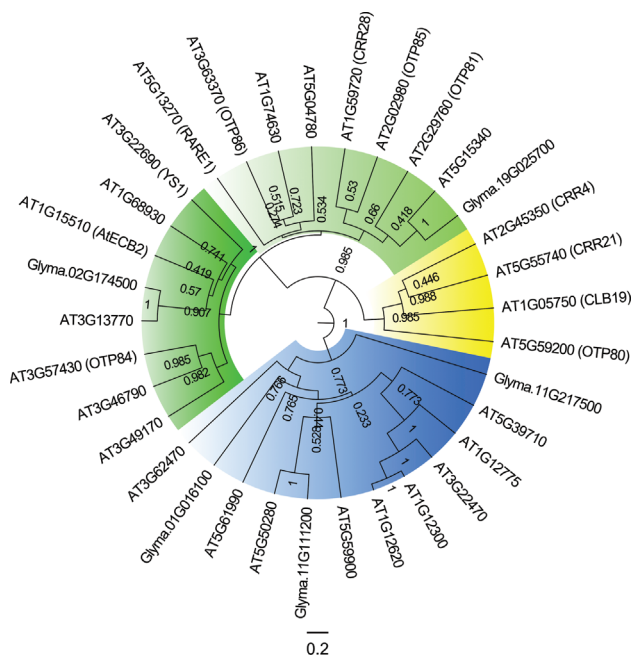 AT5G13270 (RARE1)
AT3G63370 (OTP86)
AT1G74630
AT5G04780
AT1G59720 (CRR28)
AT2G02980 (OTP85)
AT2G29760 (OTP81)
AT5G15340
Glyma.19G025700
AT2G45350 (CRR4)
AT5G55740 (CRR21)
AT1G05750 (CLB19)
AT5G59200 (OTP80)
Glyma.11G217500
AT5G39710
AT1G12775
AT3G22470
AT1G12300
AT1G12620
AT5G59900
Glyma.11G111200
AT5G50280
AT5G61990
Glyma.01G016100
AT3G62470
AT3G49170
AT3G46790
AT3G57430 (OTP84)
AT3G13770
Glyma.02G174500
AT1G15510 (AtECB2)
AT1G68930
AT3G22690 (YS1)
0.515
0.723
0.274
0.534
0.53
0.66
0.418
1
0.985
0.446
0.988
0.985
1
0.773
0.773
0.233
1
1
1
0.528
1
0.765
0.766
0.982
0.985
1
0.907
0.57
0.419
0.741
1
0.2